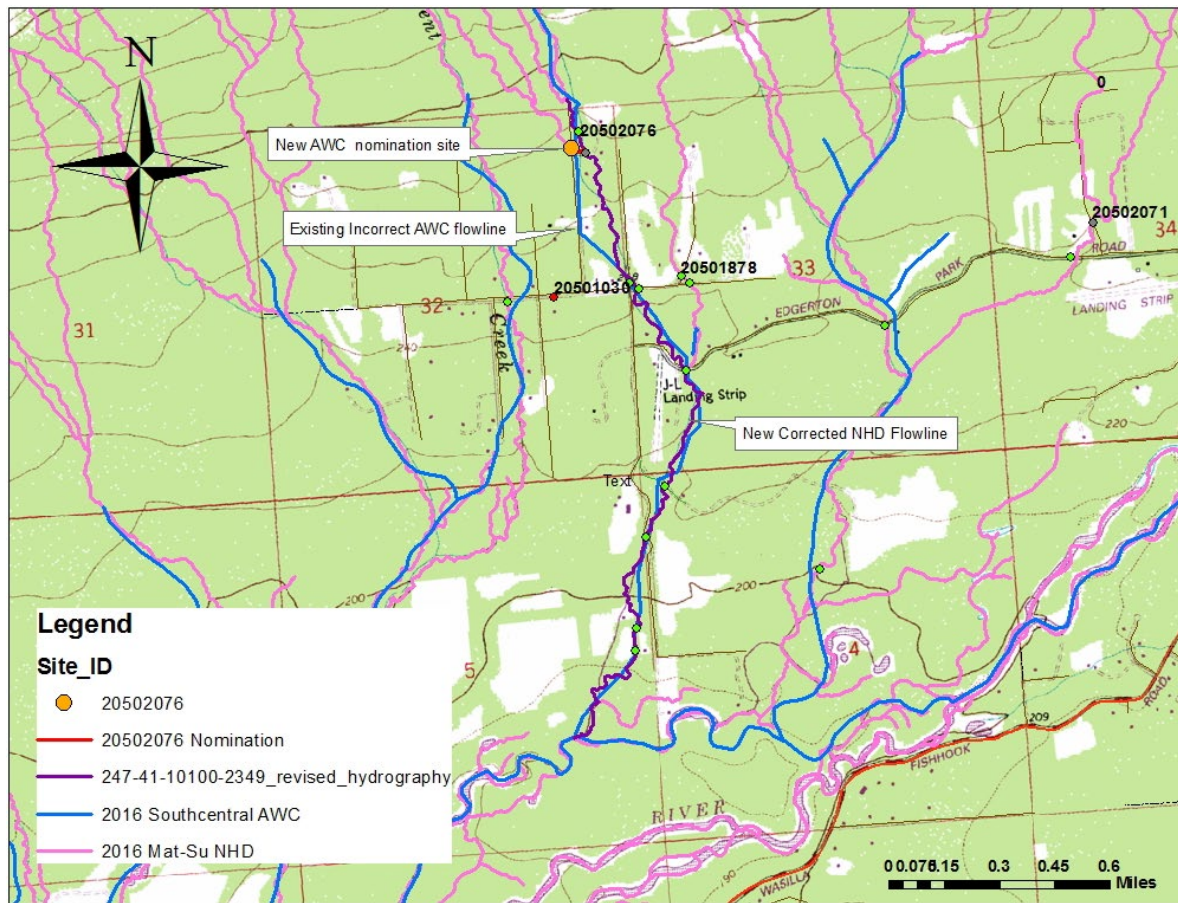 N
ent
0
20502076
New AWC nomination site
20502071
34
ROAD
Existing Incorrect AWC flowline
20501878
33
PARK
20501030
EDGERTON
LANDING STRIP
31
32
Creek
240
J-L
Landing Strip
New Corrected NHD Flowline
220
Text
200
200
4
5
209
ROAD
FISHHOOK
RIVER
WASILLA
Legend
Site_ID
20502076
20502076 Nomination
247-41-10100-2349_revised_hydrography
2016 Southcentral AWC
2016 Mat-Su NHD
0 0.075 0.15 0.3 0.45 0.6
Miles